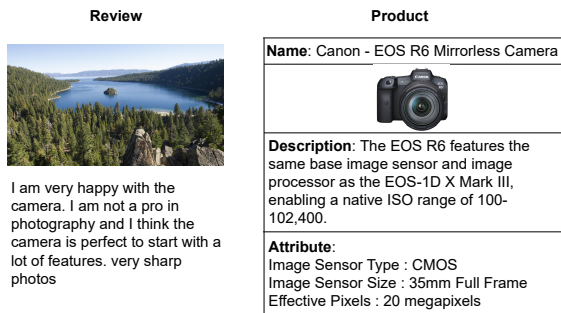 Review
I am very happy with the
camera. I am not a pro in
photography and I think the
camera is perfect to start with a
lot of features. very sharp
photos
Product
Name: Canon - EOS R6 Mirrorless Camera
Canon
Description: The EOS R6 features the
same base image sensor and image
processor as the EOS-1D X Mark III,
enabling a native ISO range of 100-
102,400.
Attribute:
Image Sensor Type : CMOS
Image Sensor Size : 35mm Full Frame
Effective Pixels : 20 megapixels